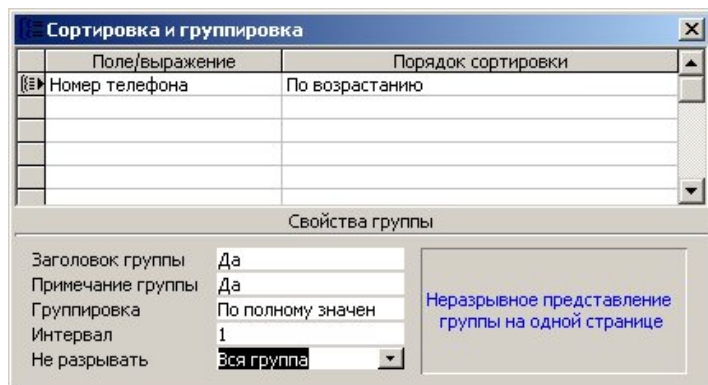 Сортировка и группировка
Поле/выражение Порядок сортировки
Номер телефона По возрастанию
Свойства группы
Заголовок группы Да
Примечание группы Да
Группировка По полному значен
Интервал 1
Не разрывать Вся группа
Неразрывное представление
группы на одной странице